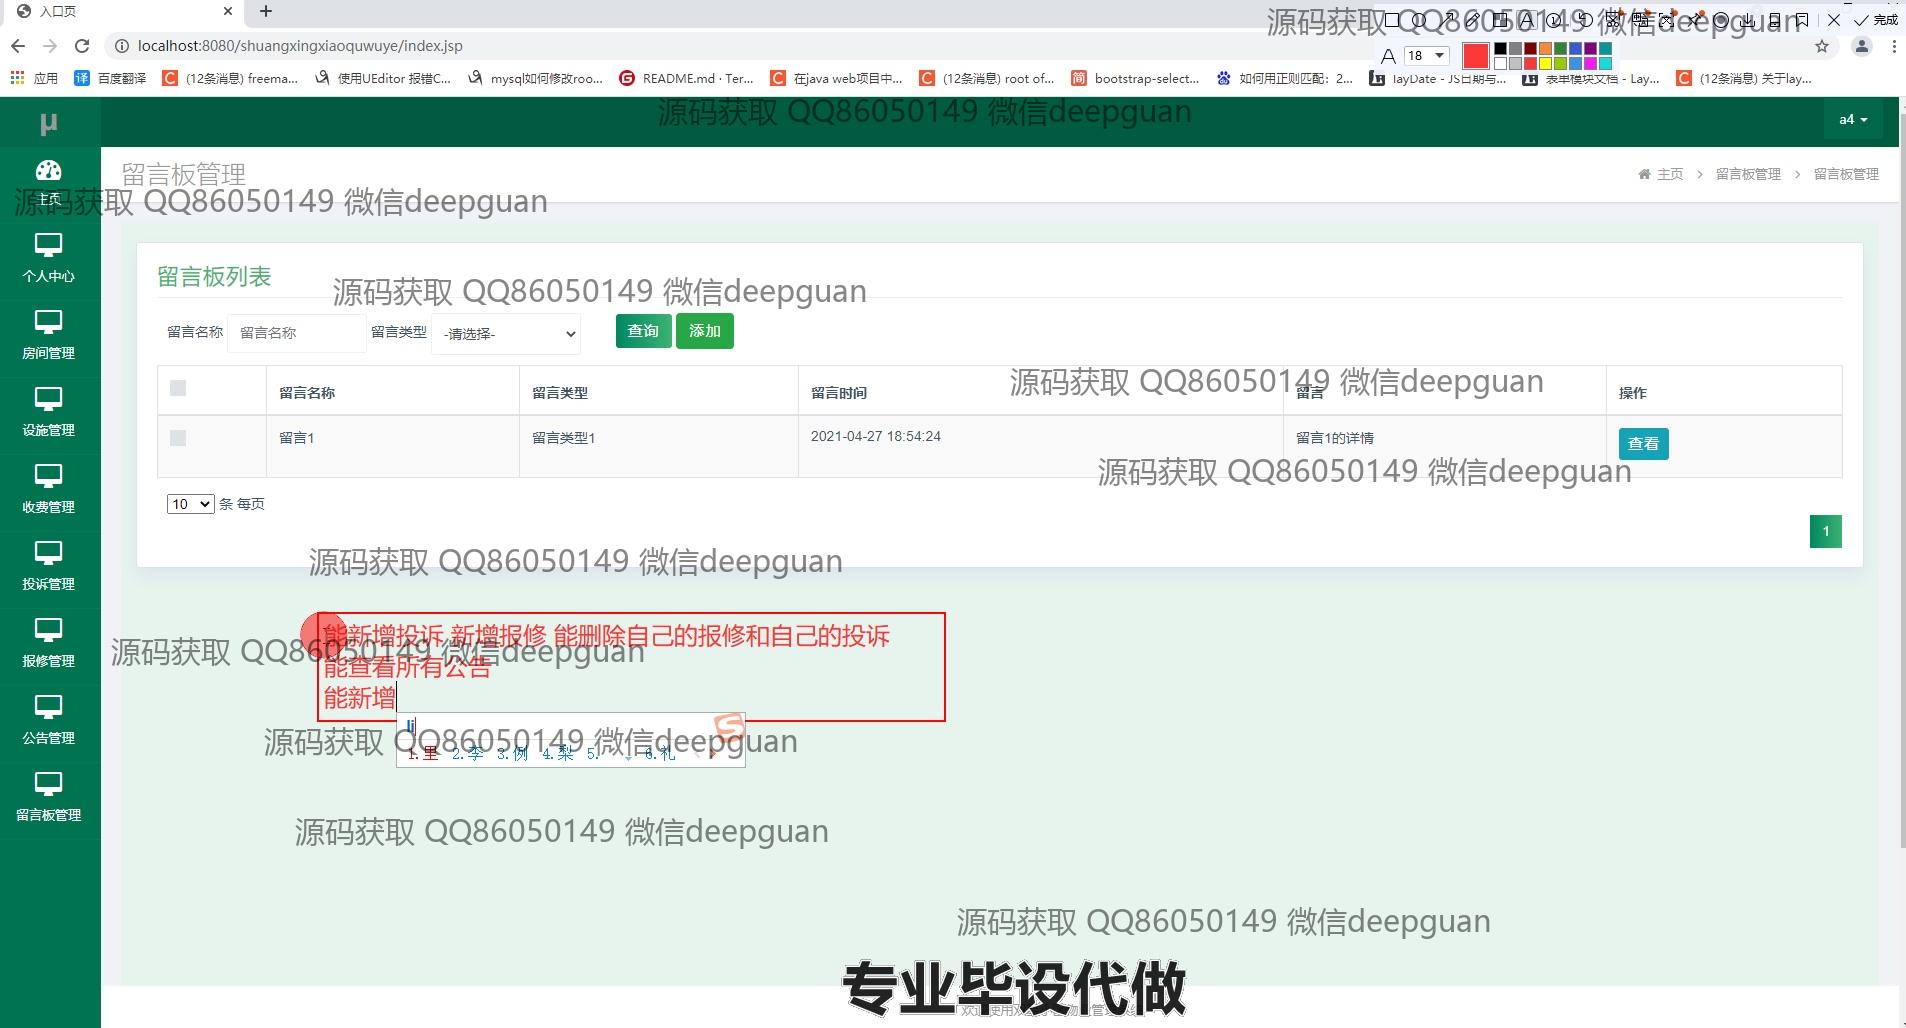 入口页
源码获取 QQ86050149 微信deepguan
完成
localhost:8080/shuangxingxiaoquwuye/index.jsp
A 18
应用 百度翻译 (12条消息) freema... 使用UEditor 报错C... mysql如何修改roo... README.md · Ter... 在java web项目中... (12条消息) root of... bootstrap-select... 如何用正则匹配：2... layDate - JS日期与... 表单模块文档 - Lay... (12条消息) 关于lay...
源码获取 QQ86050149 微信deepguan
μ
a4
主页
留言板管理
主页 > 留言板管理 > 留言板管理
源码获取 QQ86050149 微信deepguan
个人中心
留言板列表
源码获取 QQ86050149 微信deepguan
房间管理
留言名称 留言名称 留言类型 -请选择- 查询 添加
源码获取 QQ86050149 微信deepguan
留言名称 留言类型 留言时间 留言 操作
设施管理
留言1 留言类型1 2021-04-27 18:54:24 留言1的详情 查看
源码获取 QQ86050149 微信deepguan
收费管理
10 条 每页
1
源码获取 QQ86050149 微信deepguan
投诉管理
能新增投诉 新增报修 能删除自己的报修和自己的投诉
源码获取 QQ86050149 微信deepguan
报修管理
能查看所有公告
能新增
li
公告管理
源码获取 QQ86050149 微信deepguan
1.里 2.李 3.例 4.梨 5. 6.礼
留言板管理
源码获取 QQ86050149 微信deepguan
源码获取 QQ86050149 微信deepguan
专业毕设代做